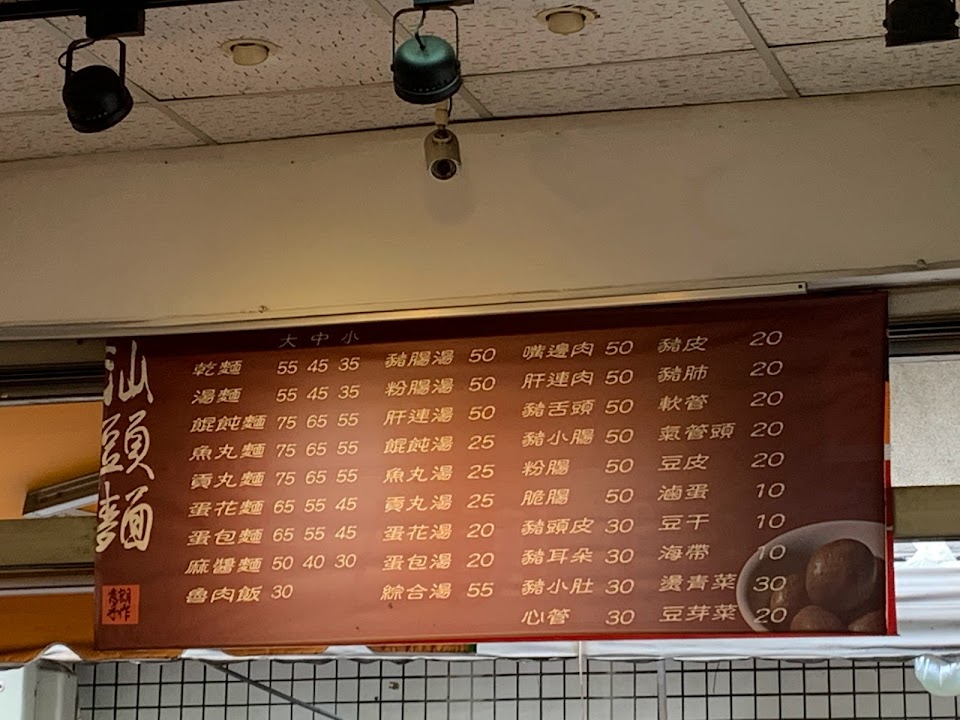 汕頭麵
大 中 小
乾麵 55 45 35
湯麵 55 45 35
餛飩麵 75 65 55
魚丸麵 75 65 55
貢丸麵 75 65 55
蛋花麵 65 55 45
蛋包麵 65 55 45
麻醬麵 50 40 30
魯肉飯 30
豬腸湯 50
粉腸湯 50
肝連湯 50
餛飩湯 25
魚丸湯 25
貢丸湯 25
蛋花湯 20
蛋包湯 20
綜合湯 55
嘴邊肉 50
肝連肉 50
豬舌頭 50
豬小腸 50
粉腸 50
脆腸 50
豬頭皮 30
豬耳朵 30
豬小肚 30
心管 30
豬皮 20
豬肺 20
軟管 20
氣管頭 20
豆皮 20
滷蛋 10
豆干 10
海帶 10
燙青菜 30
豆芽菜 20